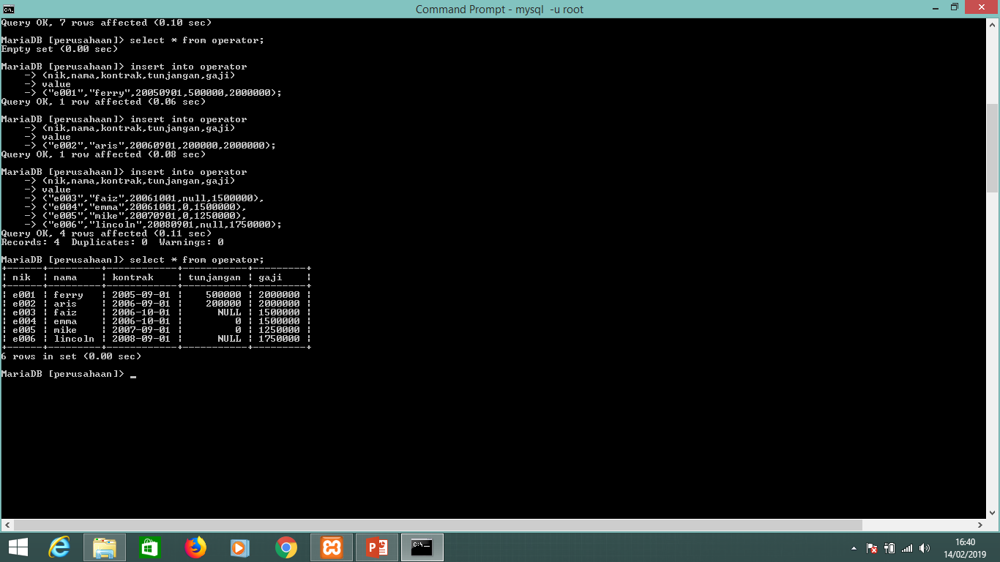 Command Prompt - mysql  -u root
Query OK, 7 rows affected (0.10 sec)
MariaDB [perusahaan]> select * from operator;
Empty set (0.00 sec)
MariaDB [perusahaan]> insert into operator
    -> (nik,nama,kontrak,tunjangan,gaji)
    -> value
    -> ("e001","ferry",20050901,500000,2000000);
Query OK, 1 row affected (0.06 sec)
MariaDB [perusahaan]> insert into operator
    -> (nik,nama,kontrak,tunjangan,gaji)
    -> value
    -> ("e002","aris",20060901,200000,2000000);
Query OK, 1 row affected (0.08 sec)
MariaDB [perusahaan]> insert into operator
    -> (nik,nama,kontrak,tunjangan,gaji)
    -> value
    -> ("e003","faiz",20061001,null,1500000),
    -> ("e004","emma",20061001,0,1500000),
    -> ("e005","mike",20070901,0,1250000),
    -> ("e006","lincoln",20080901,null,1750000);
Query OK, 4 rows affected (0.11 sec)
Records: 4  Duplicates: 0  Warnings: 0
MariaDB [perusahaan]> select * from operator;
+------+---------+------------+-----------+---------+
| nik  | nama    | kontrak    | tunjangan | gaji    |
+------+---------+------------+-----------+---------+
| e001 | ferry   | 2005-09-01 |    500000 | 2000000 |
| e002 | aris    | 2006-09-01 |    200000 | 2000000 |
| e003 | faiz    | 2006-10-01 |      NULL | 1500000 |
| e004 | emma    | 2006-10-01 |         0 | 1500000 |
| e005 | mike    | 2007-09-01 |         0 | 1250000 |
| e006 | lincoln | 2008-09-01 |      NULL | 1750000 |
+------+---------+------------+-----------+---------+
6 rows in set (0.00 sec)
MariaDB [perusahaan]> _
16:40
14/02/2019